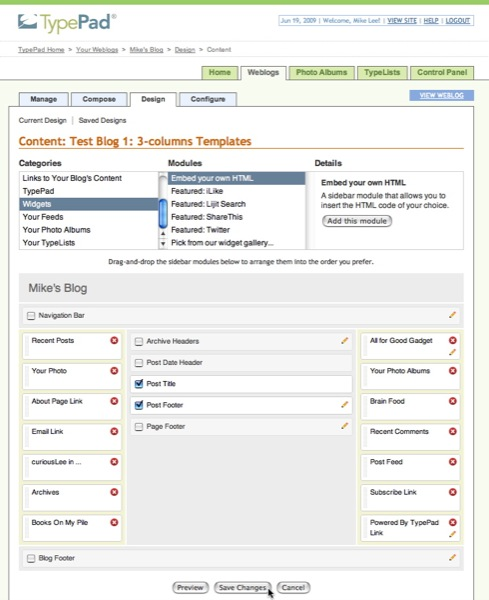 TypePad
Jun 19, 2009 | Welcome, Mike Lee! | VIEW SITE | HELP | LOGOUT
TypePad Home > Your Weblogs > Mike's Blog > Design > Content
Home Weblogs Photo Albums TypeLists Control Panel
Manage Compose Design Configure VIEW WEBLOG
Current Design | Saved Designs
Content: Test Blog 1: 3-columns Templates
Categories Modules Details
Links to Your Blog's Content
TypePad
Widgets
Your Feeds
Your Photo Albums
Your TypeLists
Embed your own HTML
Featured: iLike
Featured: Lijit Search
Featured: ShareThis
Featured: Twitter
Pick from our widget gallery...
Embed your own HTML
A sidebar module that allows you to
insert the HTML code of your choice.
Add this module
Drag-and-drop the sidebar modules below to arrange them into the order you prefer.
Mike's Blog
Navigation Bar
Recent Posts
Your Photo
About Page Link
Email Link
curiousLee in ...
Archives
Books On My Pile
Archive Headers
Post Date Header
Post Title
Post Footer
Page Footer
All for Good Gadget
Your Photo Albums
Brain Food
Recent Comments
Post Feed
Subscribe Link
Powered By TypePad
Link
Blog Footer
Preview Save Changes Cancel